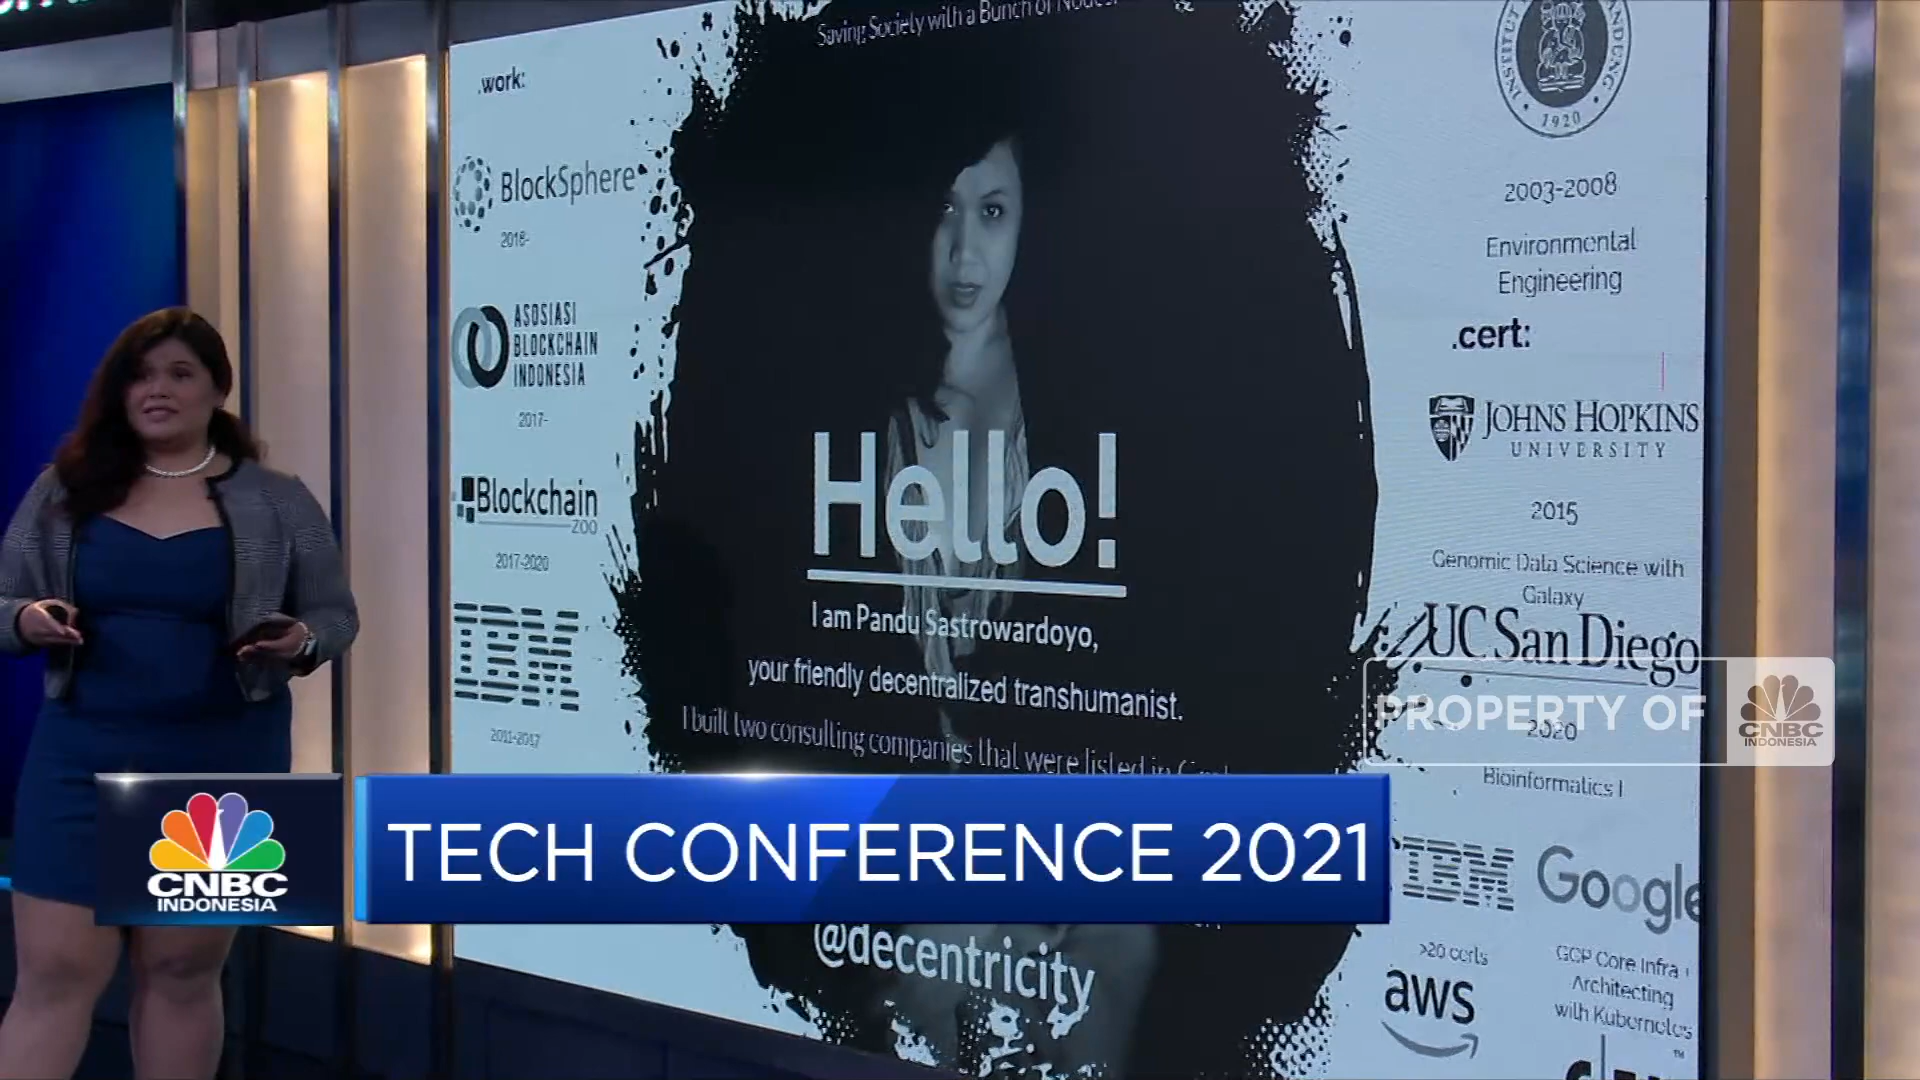 Saving Society with a Bunch of Nodes.
.work:
BlockSphere
2018-
ASOSIASI
BLOCKCHAIN
INDONESIA
2017-
Blockchain
ZOO
2017-2020
IBM
2011-2017
Hello!
I am Pandu Sastrowardoyo,
your friendly decentralized transhumanist.
I built two consulting companies that were listed in
@decentricity
INSTITUT
1920
2003-2008
Environmental
Engineering
.cert:
JOHNS HOPKINS
UNIVERSITY
2015
Genomic Data Science with
Galaxy
UC San Diego
2020
Bioinformatics I
IBM
>20 certs
Google
GCP Core Infra +
Architecting
with Kubernetes
aws
PROPERTY OF
CNBC
INDONESIA
CNBC
INDONESIA
TECH CONFERENCE 2021